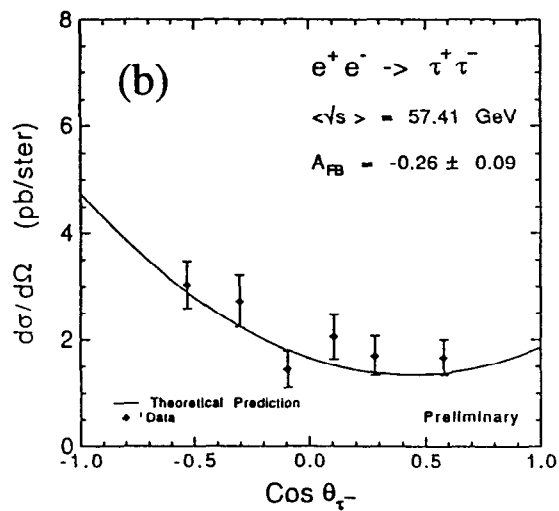 (b)
e⁺ e⁻ -> τ⁺ τ⁻
<√s > = 57.41 GeV
A_FB = -0.26 ± 0.09
dσ/dΩ (pb/ster)
8
6
4
2
0
— Theoretical Prediction
◆ ' Data
Preliminary
-1.0 -0.5 0.0 0.5 1.0
Cos θ_τ⁻